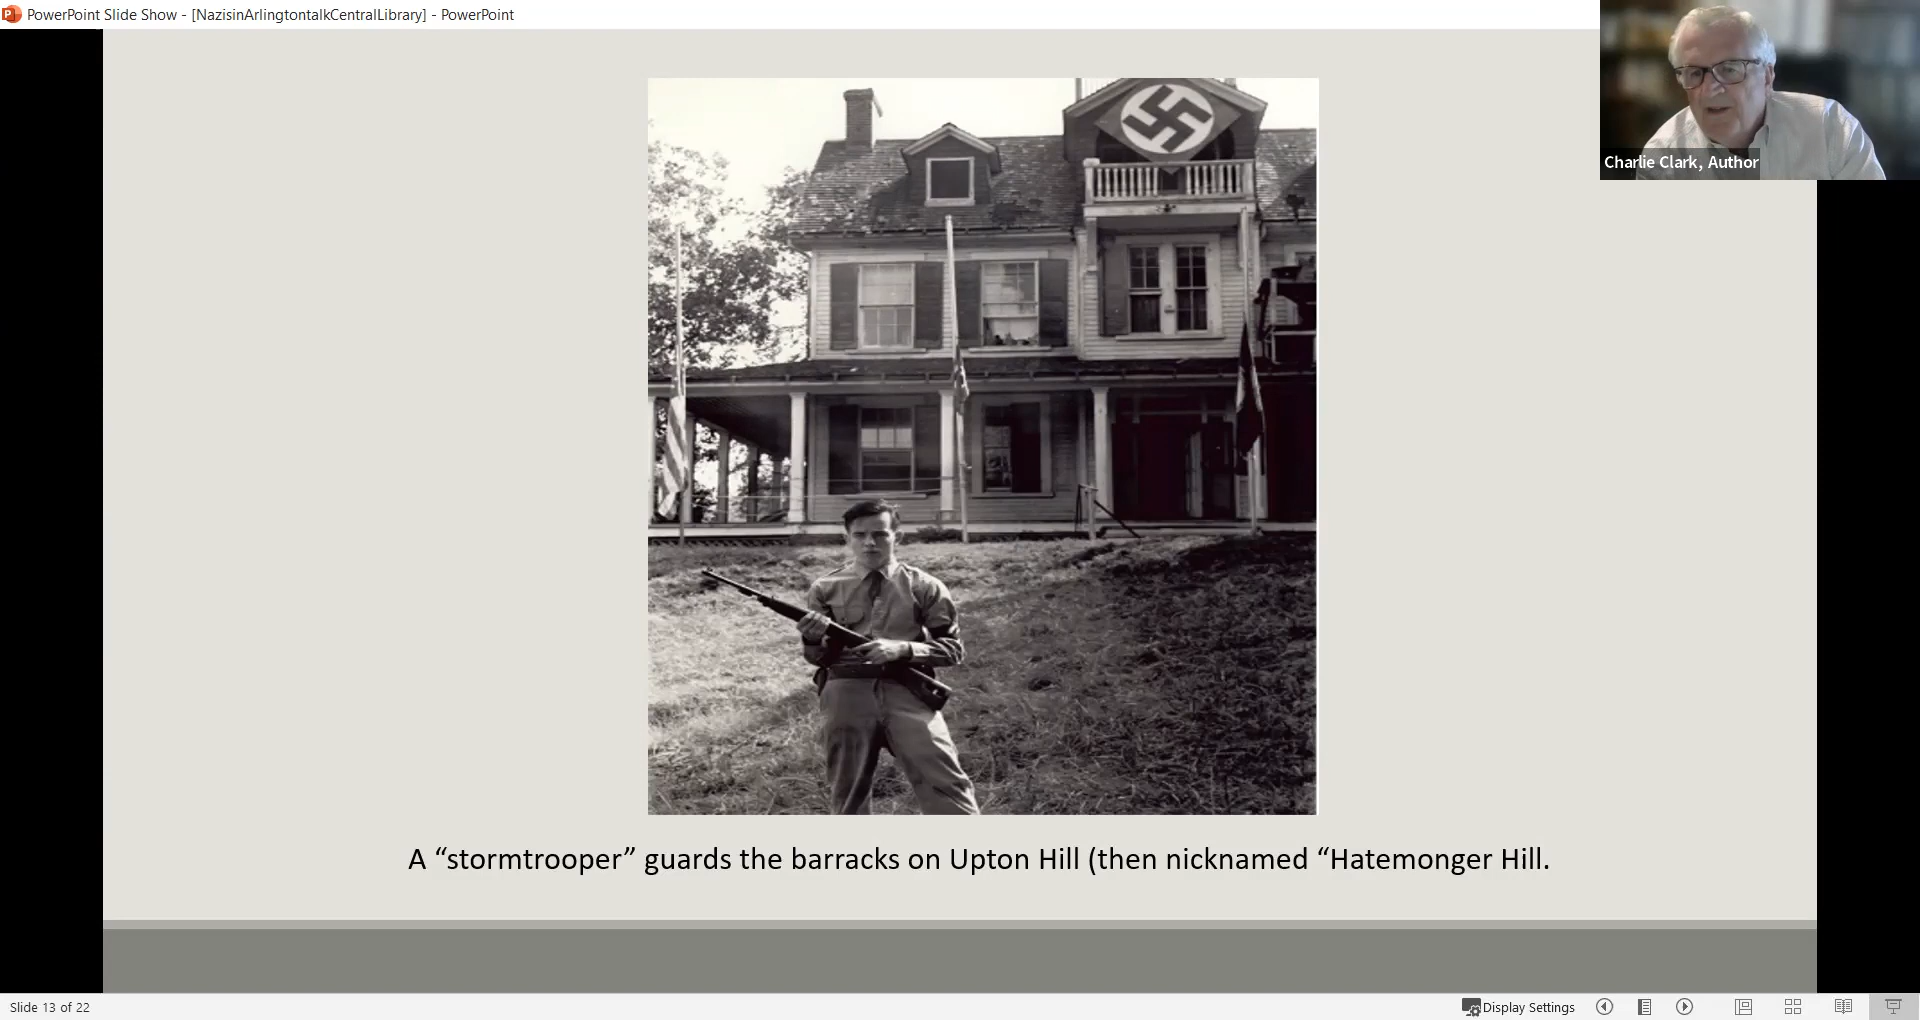 PowerPoint Slide Show - [NazisinArlingtontalkCentralLibrary] - PowerPoint
Charlie Clark, Author
A “stormtrooper” guards the barracks on Upton Hill (then nicknamed “Hatemonger Hill.
Slide 13 of 22
Display Settings